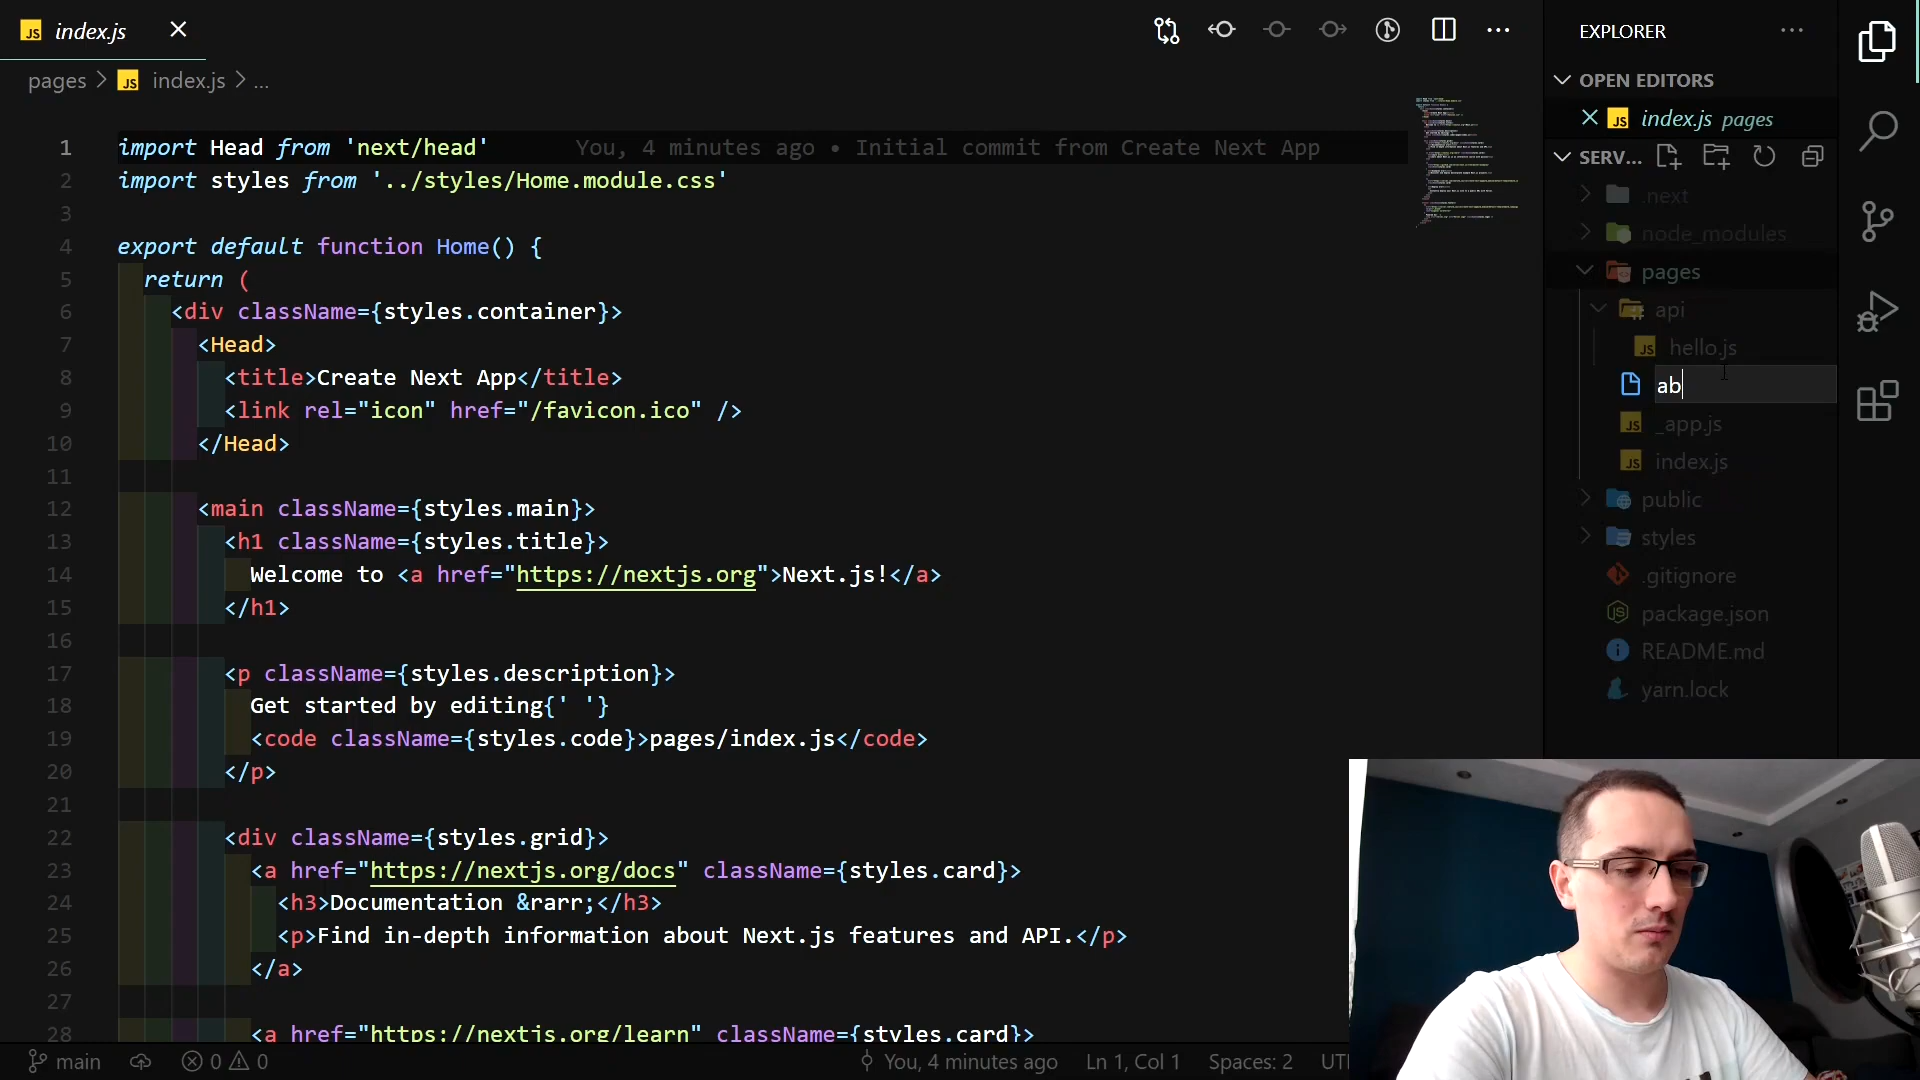 JS index.js
pages > JS index.js > ...
1 import Head from 'next/head' You, 4 minutes ago • Initial commit from Create Next App
2 import styles from '../styles/Home.module.css'
3
4 export default function Home() {
5 return (
6 <div className={styles.container}>
7 <Head>
8 <title>Create Next App</title>
9 <link rel="icon" href="/favicon.ico" />
10 </Head>
11
12 <main className={styles.main}>
13 <h1 className={styles.title}>
14 Welcome to <a href="https://nextjs.org">Next.js!</a>
15 </h1>
16
17 <p className={styles.description}>
18 Get started by editing{' '}
19 <code className={styles.code}>pages/index.js</code>
20 </p>
21
22 <div className={styles.grid}>
23 <a href="https://nextjs.org/docs" className={styles.card}>
24 <h3>Documentation &rarr;</h3>
25 <p>Find in-depth information about Next.js features and API.</p>
26 </a>
27
28 <a href="https://nextjs.org/learn" className={styles.card}>
main 0 0 You, 4 minutes ago Ln 1, Col 1 Spaces: 2
EXPLORER
OPEN EDITORS
JS index.js pages
SERV...
.next
node_modules
pages
api
JS hello.js
ab
JS _app.js
JS index.js
public
styles
.gitignore
package.json
README.md
yarn.lock